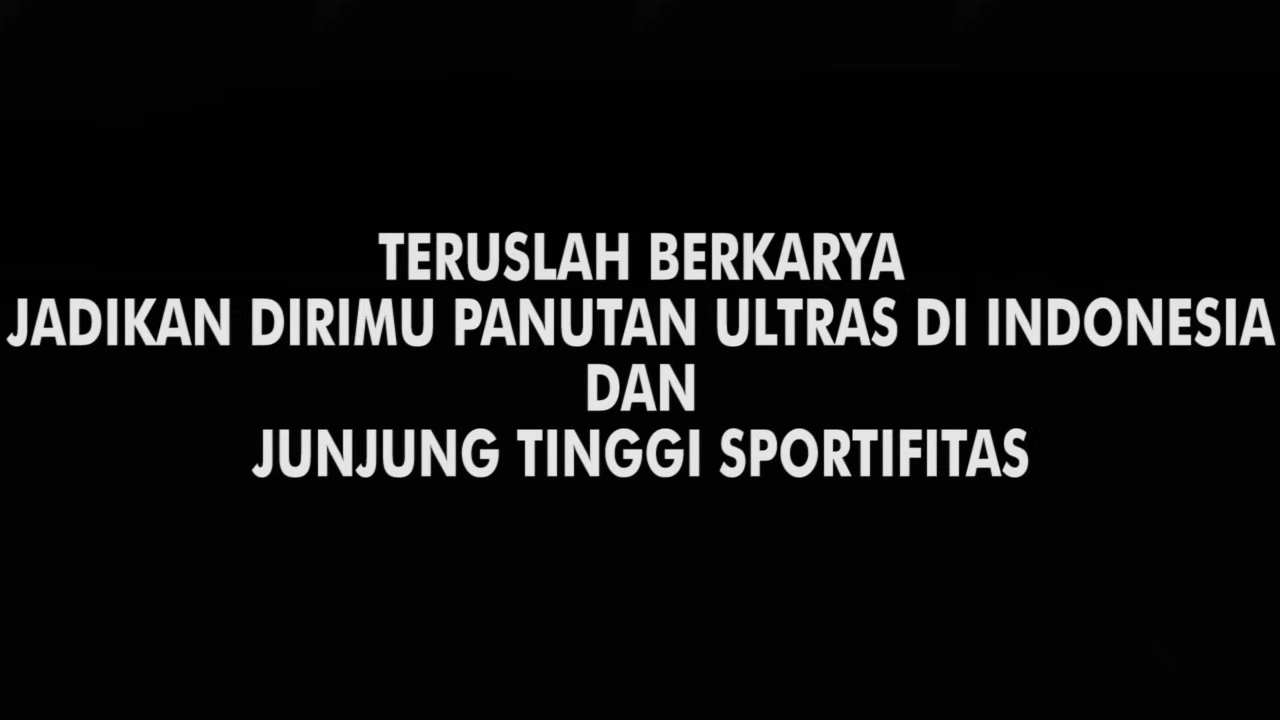 TERUSLAH BERKARYA
JADIKAN DIRIMU PANUTAN ULTRAS DI INDONESIA
DAN
JUNJUNG TINGGI SPORTIFITAS